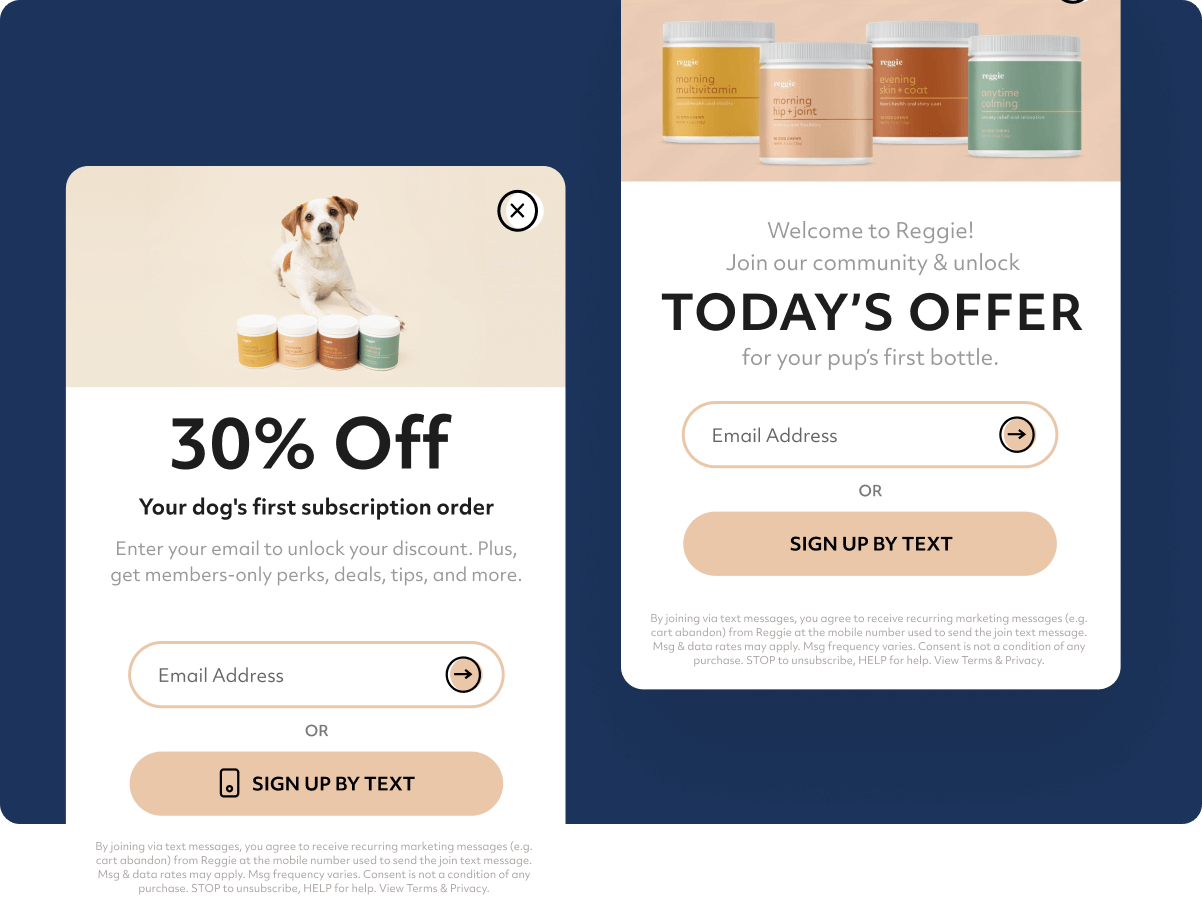 30% Off
Your dog's first subscription order
Enter your email to unlock your discount. Plus,
get members-only perks, deals, tips, and more.
Email Address
OR
SIGN UP BY TEXT
By joining via text messages, you agree to receive recurring marketing messages (e.g.
cart abandon) from Reggie at the mobile number used to send the join text message.
Msg & data rates may apply. Msg frequency varies. Consent is not a condition of any
purchase. STOP to unsubscribe, HELP for help. View Terms & Privacy.
reggie
morning
multivitamin
reggie
morning
hip + joint
reggie
evening
skin + coat
reggie
anytime
calming
Welcome to Reggie!
Join our community & unlock
TODAY’S OFFER
for your pup’s first bottle.
Email Address
OR
SIGN UP BY TEXT
By joining via text messages, you agree to receive recurring marketing messages (e.g.
cart abandon) from Reggie at the mobile number used to send the join text message.
Msg & data rates may apply. Msg frequency varies. Consent is not a condition of any
purchase. STOP to unsubscribe, HELP for help. View Terms & Privacy.